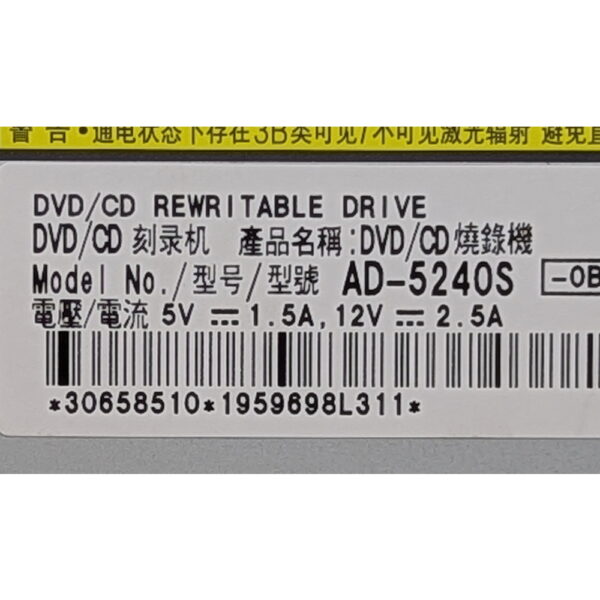 警告•通电状态下存在3B类可见/不可见激光辐射 避免直
DVD/CD REWRITABLE DRIVE
DVD/CD 刻录机 產品名稱:DVD/CD燒錄機
Model No./型号/型號 AD-5240S -0B
電壓/電流 5V ⎓ 1.5A,12V ⎓ 2.5A
*30658510*1959698L311*